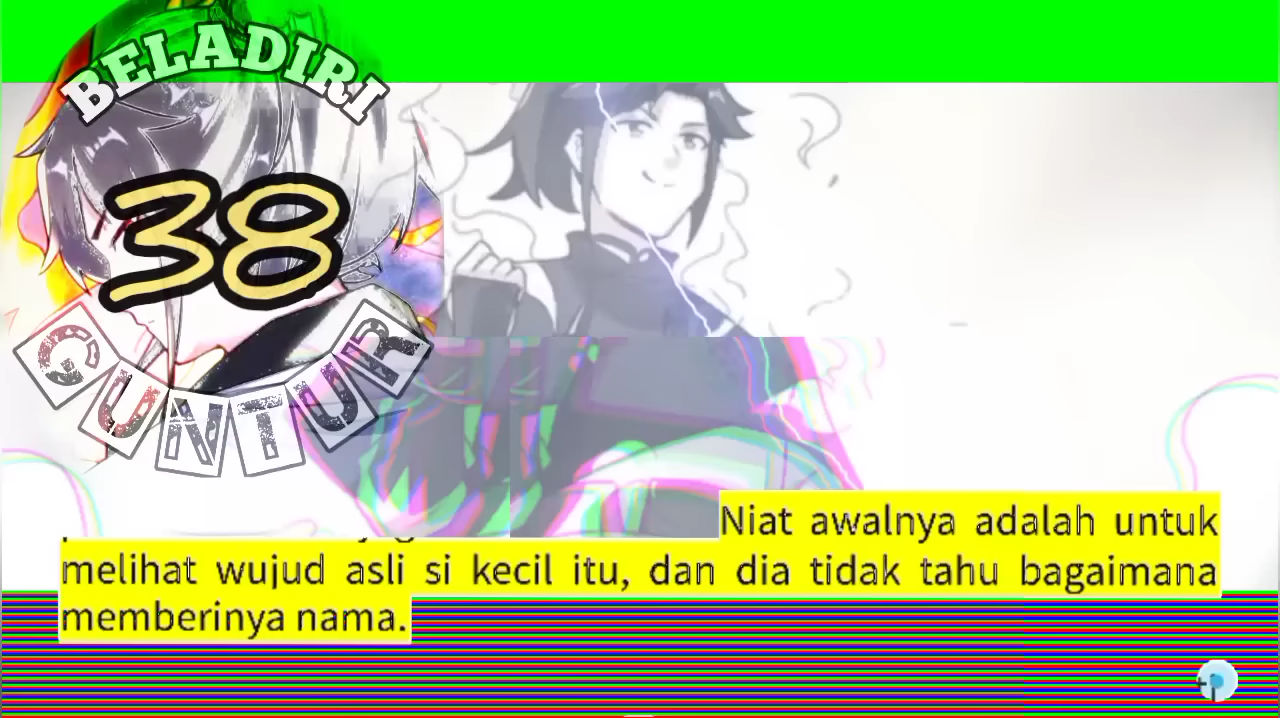 BELADIRI
38
GUNTUR
Niat awalnya adalah untuk
melihat wujud asli si kecil itu, dan dia tidak tahu bagaimana
memberinya nama.